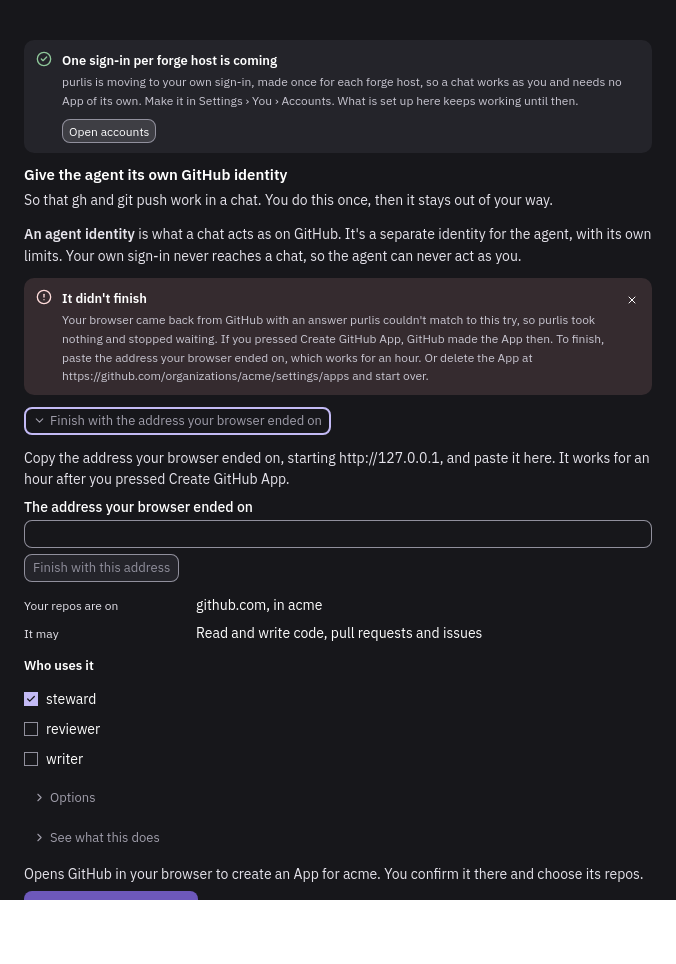 One sign-in per forge host is coming
purlis is moving to your own sign-in, made once for each forge host, so a chat works as you and needs no
App of its own. Make it in Settings › You › Accounts. What is set up here keeps working until then.
Open accounts
Give the agent its own GitHub identity
So that gh and git push work in a chat. You do this once, then it stays out of your way.
An agent identity is what a chat acts as on GitHub. It's a separate identity for the agent, with its own
limits. Your own sign-in never reaches a chat, so the agent can never act as you.
It didn't finish
Your browser came back from GitHub with an answer purlis couldn't match to this try, so purlis took
nothing and stopped waiting. If you pressed Create GitHub App, GitHub made the App then. To finish,
paste the address your browser ended on, which works for an hour. Or delete the App at
https://github.com/organizations/acme/settings/apps and start over.
Finish with the address your browser ended on
Copy the address your browser ended on, starting http://127.0.0.1, and paste it here. It works for an
hour after you pressed Create GitHub App.
The address your browser ended on
Finish with this address
Your repos are on github.com, in acme
It may Read and write code, pull requests and issues
Who uses it
steward
reviewer
writer
Options
See what this does
Opens GitHub in your browser to create an App for acme. You confirm it there and choose its repos.